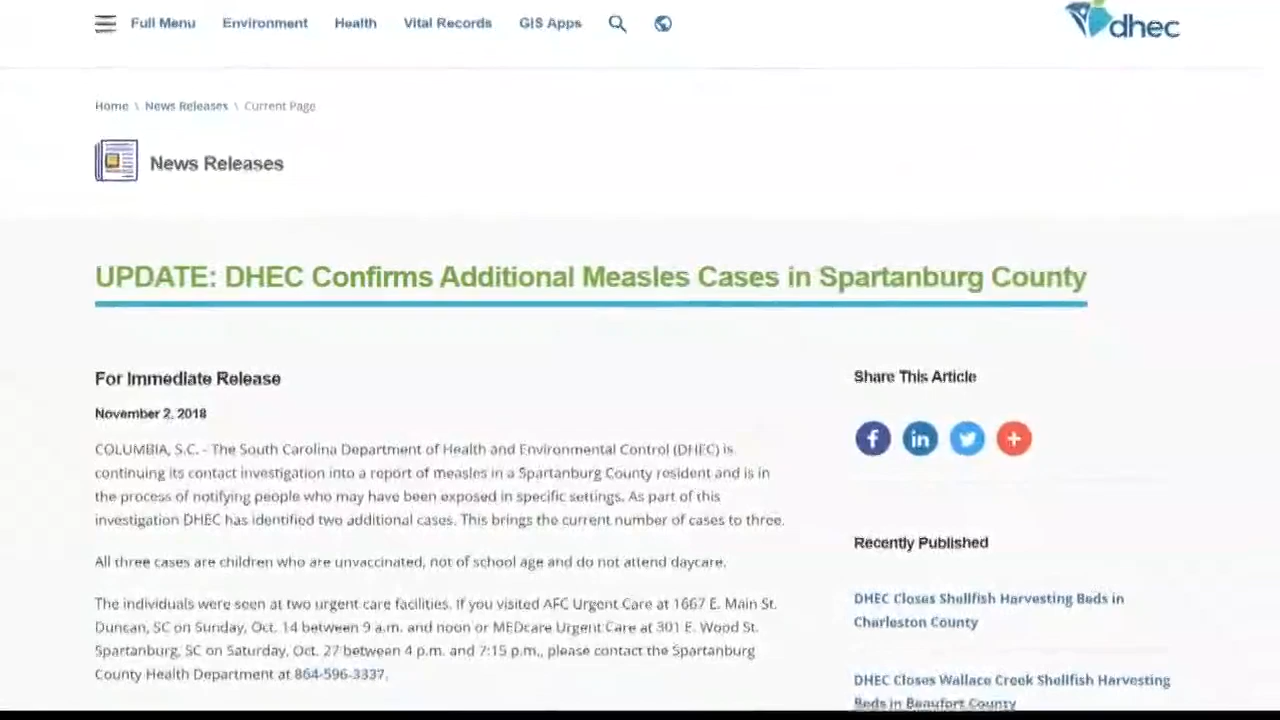 Full Menu Environment Health Vital Records GIS Apps
dhec
Home \ News Releases \ Current Page
News Releases
UPDATE: DHEC Confirms Additional Measles Cases in Spartanburg County
For Immediate Release
November 2, 2018
COLUMBIA, S.C. - The South Carolina Department of Health and Environmental Control (DHEC) is
continuing its contact investigation into a report of measles in a Spartanburg County resident and is in
the process of notifying people who may have been exposed in specific settings. As part of this
investigation DHEC has identified two additional cases. This brings the current number of cases to three.
All three cases are children who are unvaccinated, not of school age and do not attend daycare.
The individuals were seen at two urgent care facilities. If you visited AFC Urgent Care at 1667 E. Main St.
Duncan, SC on Sunday, Oct. 14 between 9 a.m. and noon or MEDcare Urgent Care at 301 E. Wood St.
Spartanburg, SC on Saturday, Oct. 27 between 4 p.m. and 7:15 p.m., please contact the Spartanburg
County Health Department at 864-596-3337.
Share This Article
f in +
Recently Published
DHEC Closes Shellfish Harvesting Beds in
Charleston County
DHEC Closes Wallace Creek Shellfish Harvesting
Beds in Beaufort County